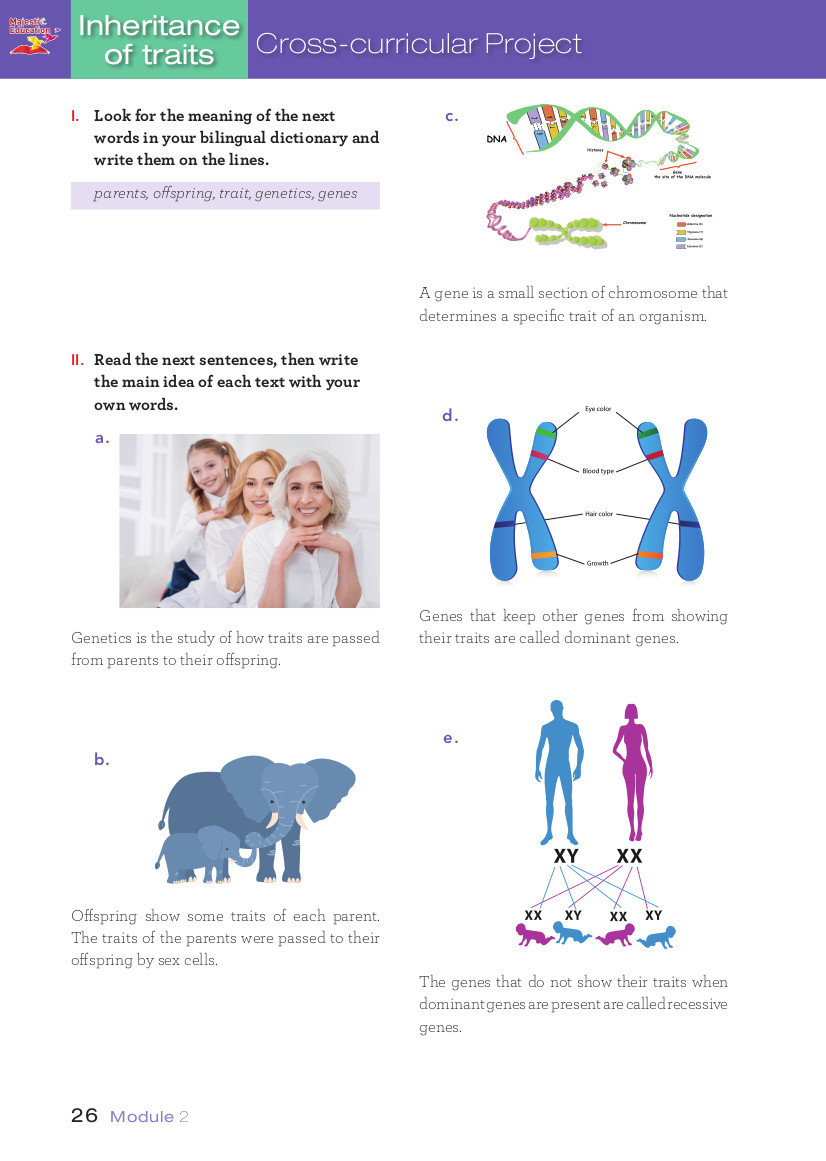 Majestic
Education
Inheritance
of traits
Cross-curricular Project
I. Look for the meaning of the next
words in your bilingual dictionary and
write them on the lines.
parents, offspring, trait, genetics, genes
II. Read the next sentences, then write
the main idea of each text with your
own words.
a.
Genetics is the study of how traits are passed
from parents to their offspring.
b.
Offspring show some traits of each parent.
The traits of the parents were passed to their
offspring by sex cells.
c.
DNA
Histones
Gene
the site of the DNA molecule
Chromosome
Nucleotide designation
A gene is a small section of chromosome that
determines a specific trait of an organism.
d.
Eye color
Blood type
Hair color
Growth
Genes that keep other genes from showing
their traits are called dominant genes.
e.
XY XX
XX XY XX XY
The genes that do not show their traits when
dominant genes are present are called recessive
genes.
26 Module 2